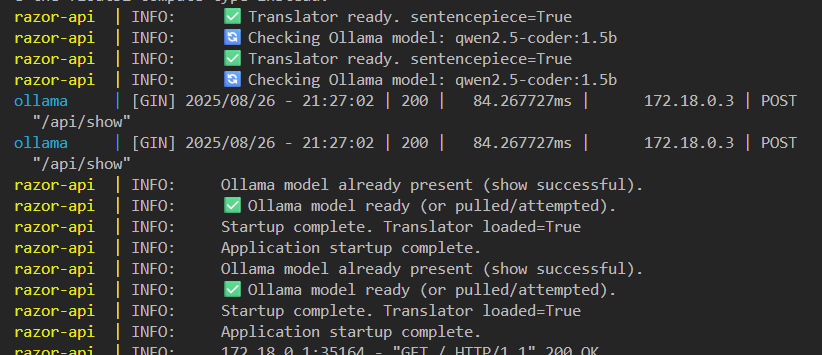 razor-api | INFO: ✅ Translator ready. sentencepiece=True
razor-api | INFO: 🔄 Checking Ollama model: qwen2.5-coder:1.5b
razor-api | INFO: ✅ Translator ready. sentencepiece=True
razor-api | INFO: 🔄 Checking Ollama model: qwen2.5-coder:1.5b
ollama | [GIN] 2025/08/26 - 21:27:02 | 200 | 84.267727ms | 172.18.0.3 | POST
"/api/show"
ollama | [GIN] 2025/08/26 - 21:27:02 | 200 | 84.267727ms | 172.18.0.3 | POST
"/api/show"
razor-api | INFO: Ollama model already present (show successful).
razor-api | INFO: ✅ Ollama model ready (or pulled/attempted).
razor-api | INFO: Startup complete. Translator loaded=True
razor-api | INFO: Application startup complete.
razor-api | INFO: Ollama model already present (show successful).
razor-api | INFO: ✅ Ollama model ready (or pulled/attempted).
razor-api | INFO: Startup complete. Translator loaded=True
razor-api | INFO: Application startup complete.
razor-api | INFO: 172.18.0.1:35164 - "GET / HTTP/1.1" 200 OK